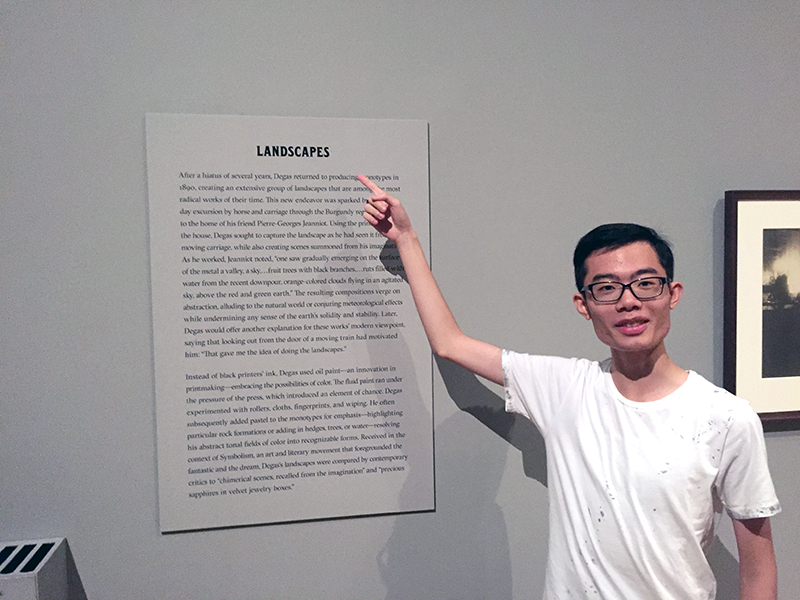 LANDSCAPES
After a hiatus of several years, Degas returned to producing monotypes in
1890, creating an extensive group of landscapes that are among the most
radical works of their time. This new endeavor was sparked by
day excursion by horse and carriage through the Burgundy
to the home of his friend Pierre-Georges Jeanniot. Using the
the house, Degas sought to capture the landscape as he had seen it
moving carriage, while also creating scenes summoned from his
As he worked, Jeanniot noted, “one saw gradually emerging on the surface
of the metal a valley, a sky,…fruit trees with black branches,…ruts filled with
water from the recent downpour, orange-colored clouds flying in an agitated
sky, above the red and green earth.” The resulting compositions verge on
abstraction, alluding to the natural world or conjuring meteorological effects
while undermining any sense of the earth’s solidity and stability. Later,
Degas would offer another explanation for these works’ modern viewpoint,
saying that looking out from the door of a moving train had motivated
him: “That gave me the idea of doing the landscapes.”
Instead of black printers’ ink, Degas used oil paint—an innovation in
printmaking—embracing the possibilities of color. The fluid paint ran under
the pressure of the press, which introduced an element of chance. Degas
experimented with rollers, cloths, fingerprints, and wiping. He often
subsequently added pastel to the monotypes for emphasis—highlighting
particular rock formations or adding in hedges, trees, or water—resolving
his abstract tonal fields of color into recognizable forms. Received in the
context of Symbolism, an art and literary movement that foregrounded the
fantastic and the dream, Degas’s landscapes were compared by contemporary
critics to “chimerical scenes, recalled from the imagination” and “precious
sapphires in velvet jewelry boxes.”